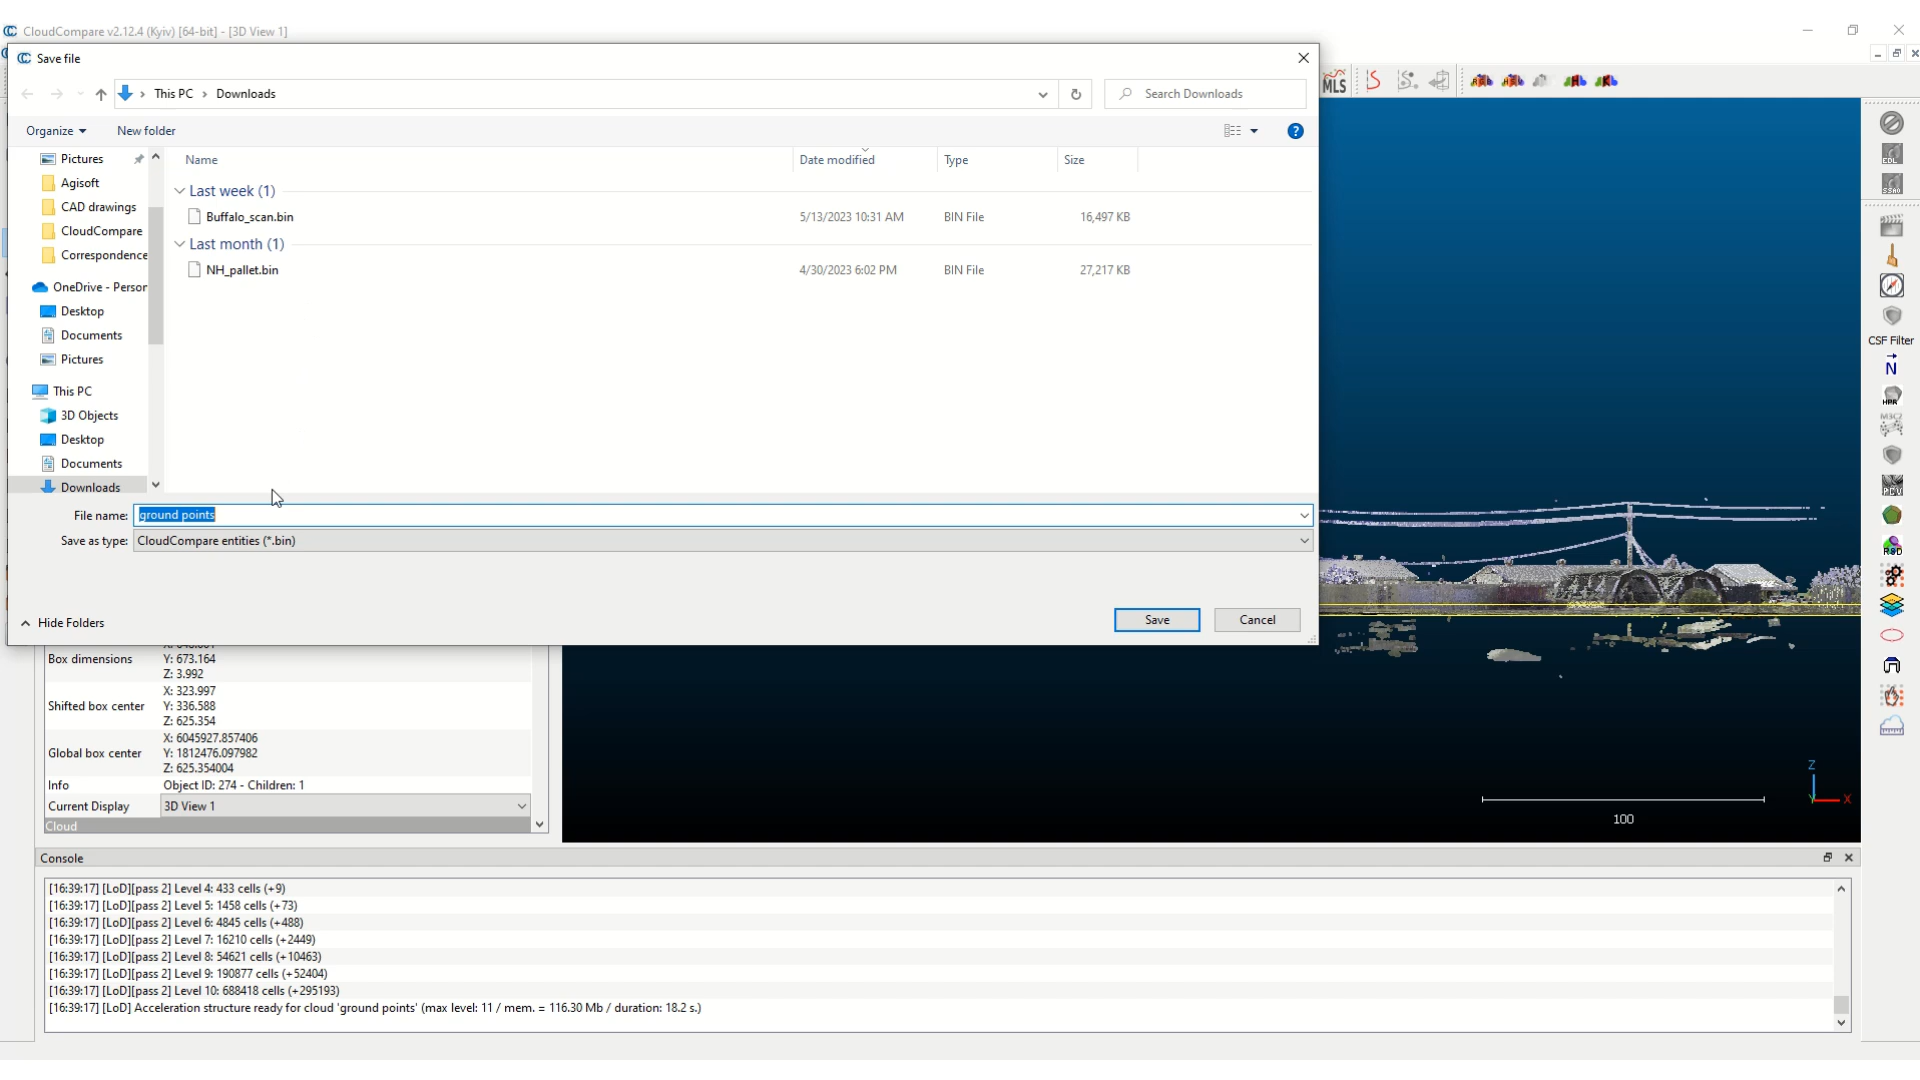 CloudCompare v2.12.4 (Kyiv) [64-bit] - [3D View 1]
Save file
This PC > Downloads
Search Downloads
Organize
New folder
MLS
Pictures
Agisoft
CAD drawings
CloudCompare
Correspondence
OneDrive - Person
Desktop
Documents
Pictures
This PC
3D Objects
Desktop
Documents
Downloads
Name Date modified Type Size
Last week (1)
Buffalo_scan.bin 5/13/2023 10:31 AM BIN File 16,497 KB
Last month (1)
NH_pallet.bin 4/30/2023 6:02 PM BIN File 27,217 KB
File name: ground points
Save as type: CloudCompare entities (*.bin)
Hide Folders
Save
Cancel
EDL
SSAO
CSF Filter
N
HPR
M3C2
PCV
RSD
Box dimensions
Y: 673.164
Z: 3.992
Shifted box center
X: 323.997
Y: 336.588
Z: 625.354
Global box center
X: 6045927.857406
Y: 1812476.097982
Z: 625.354004
Info Object ID: 274 - Children: 1
Current Display 3D View 1
Cloud
Z
Y
X
100
Console
[16:39:17] [LoD][pass 2] Level 4: 433 cells (+9)
[16:39:17] [LoD][pass 2] Level 5: 1458 cells (+73)
[16:39:17] [LoD][pass 2] Level 6: 4845 cells (+488)
[16:39:17] [LoD][pass 2] Level 7: 16210 cells (+2449)
[16:39:17] [LoD][pass 2] Level 8: 54621 cells (+10463)
[16:39:17] [LoD][pass 2] Level 9: 190877 cells (+52404)
[16:39:17] [LoD][pass 2] Level 10: 688418 cells (+295193)
[16:39:17] [LoD] Acceleration structure ready for cloud 'ground points' (max level: 11 / mem. = 116.30 Mb / duration: 18.2 s.)